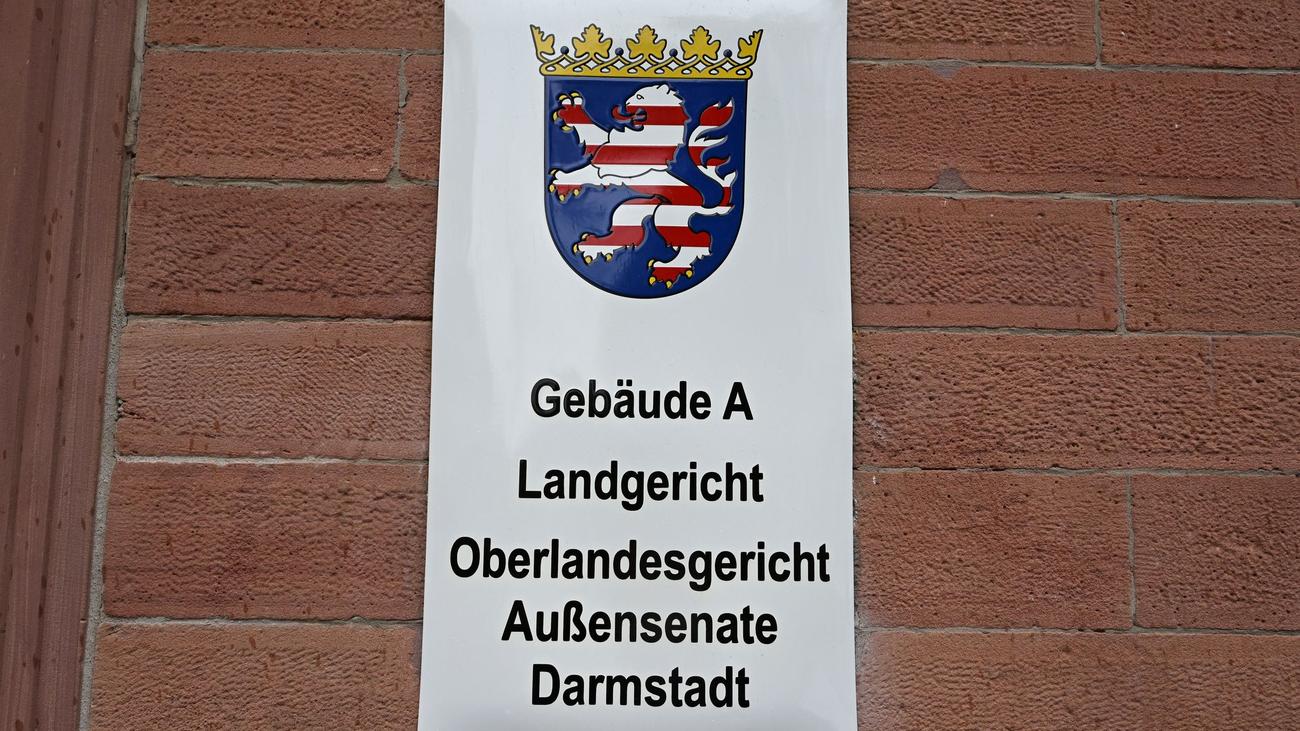 Gebäude A
Landgericht
Oberlandesgericht
Außensenate
Darmstadt